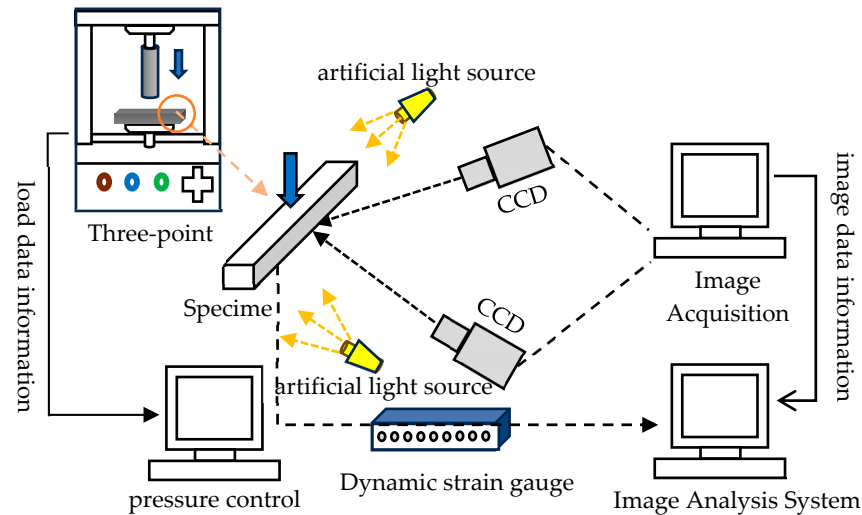 artificial light source
Three-point
load data information
CCD
image data information
Specime
CCD
Image
Acquisition
artificial light source
pressure control
Dynamic strain gauge
Image Analysis System